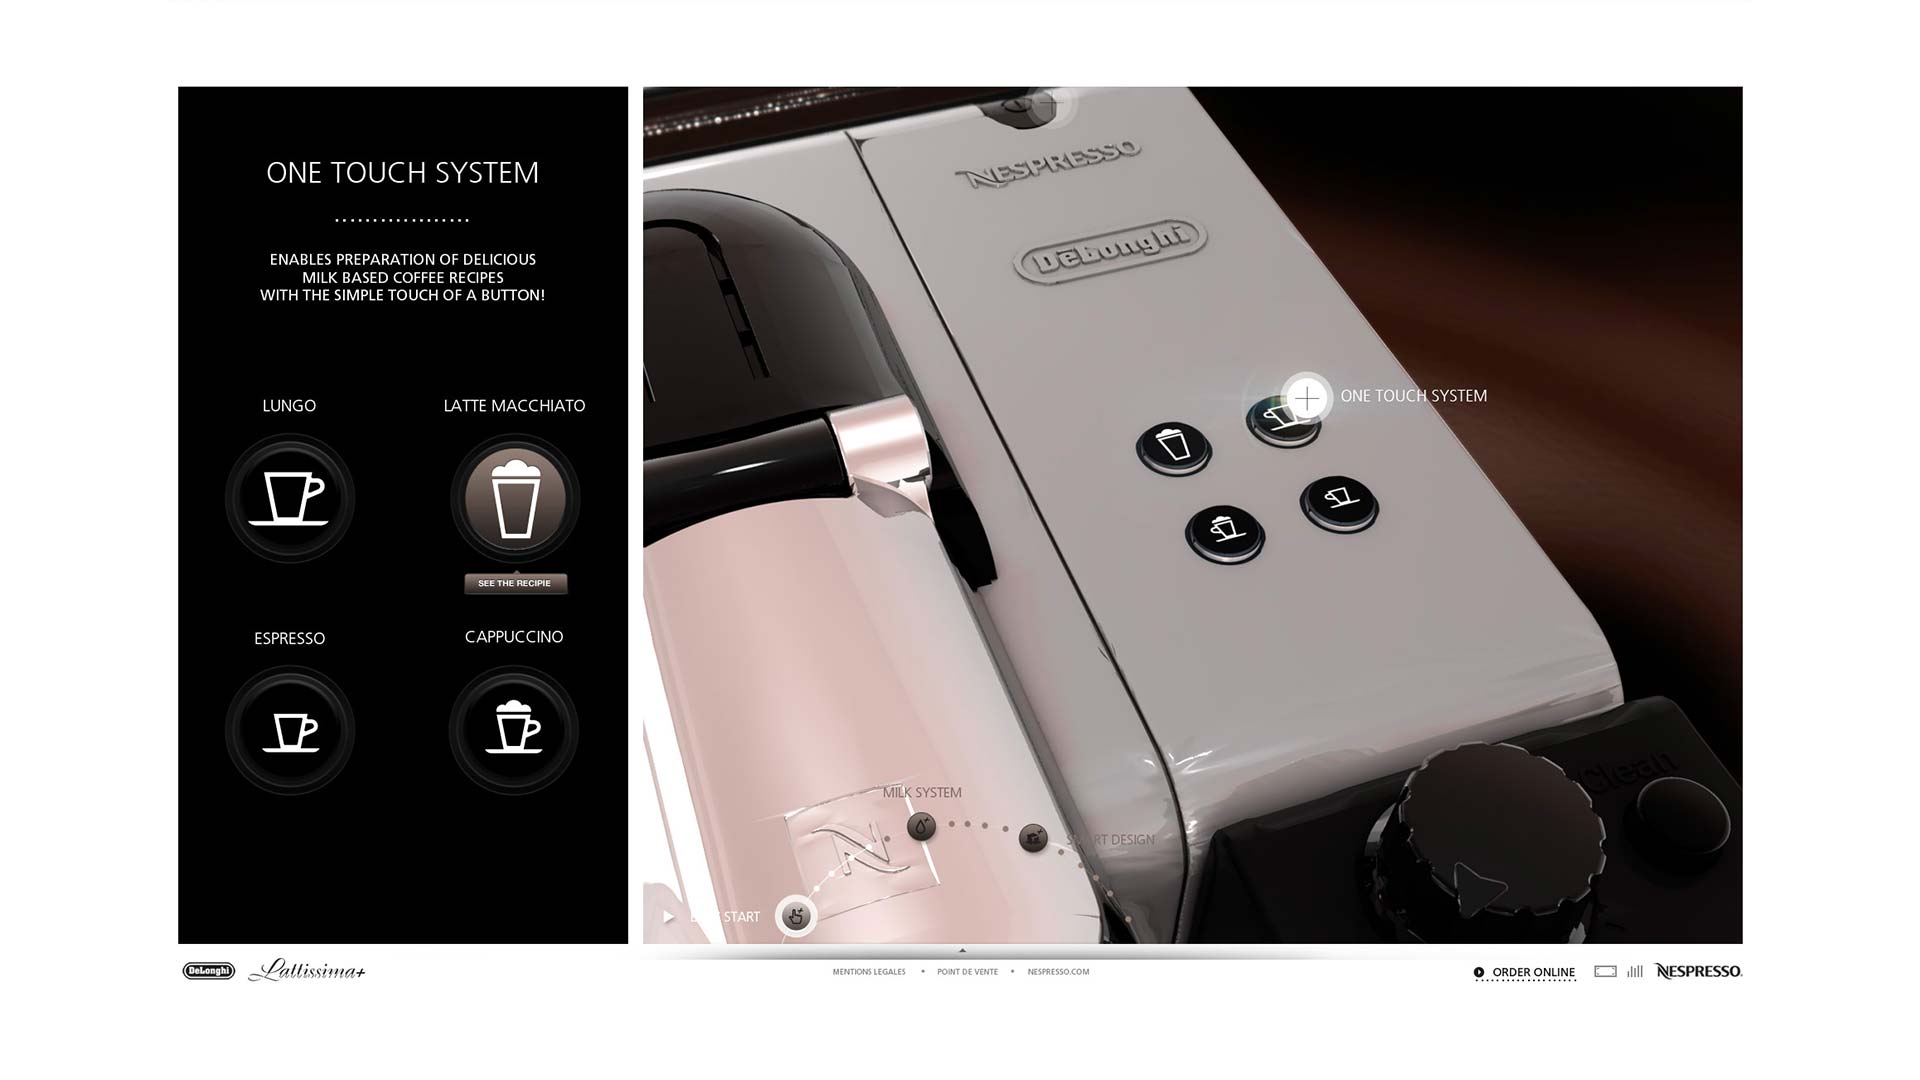 ONE TOUCH SYSTEM
ENABLES PREPARATION OF DELICIOUS
MILK BASED COFFEE RECIPES
WITH THE SIMPLE TOUCH OF A BUTTON!
LUNGO
LATTE MACCHIATO
SEE THE RECIPIE
ESPRESSO
CAPPUCCINO
NESPRESSO
DeLonghi
ONE TOUCH SYSTEM
Clean
MILK SYSTEM
DESIGN
START
DeLonghi
Lattissima+
MENTIONS LEGALES • POINT DE VENTE • NESPRESSO.COM
ORDER ONLINE
NESPRESSO.